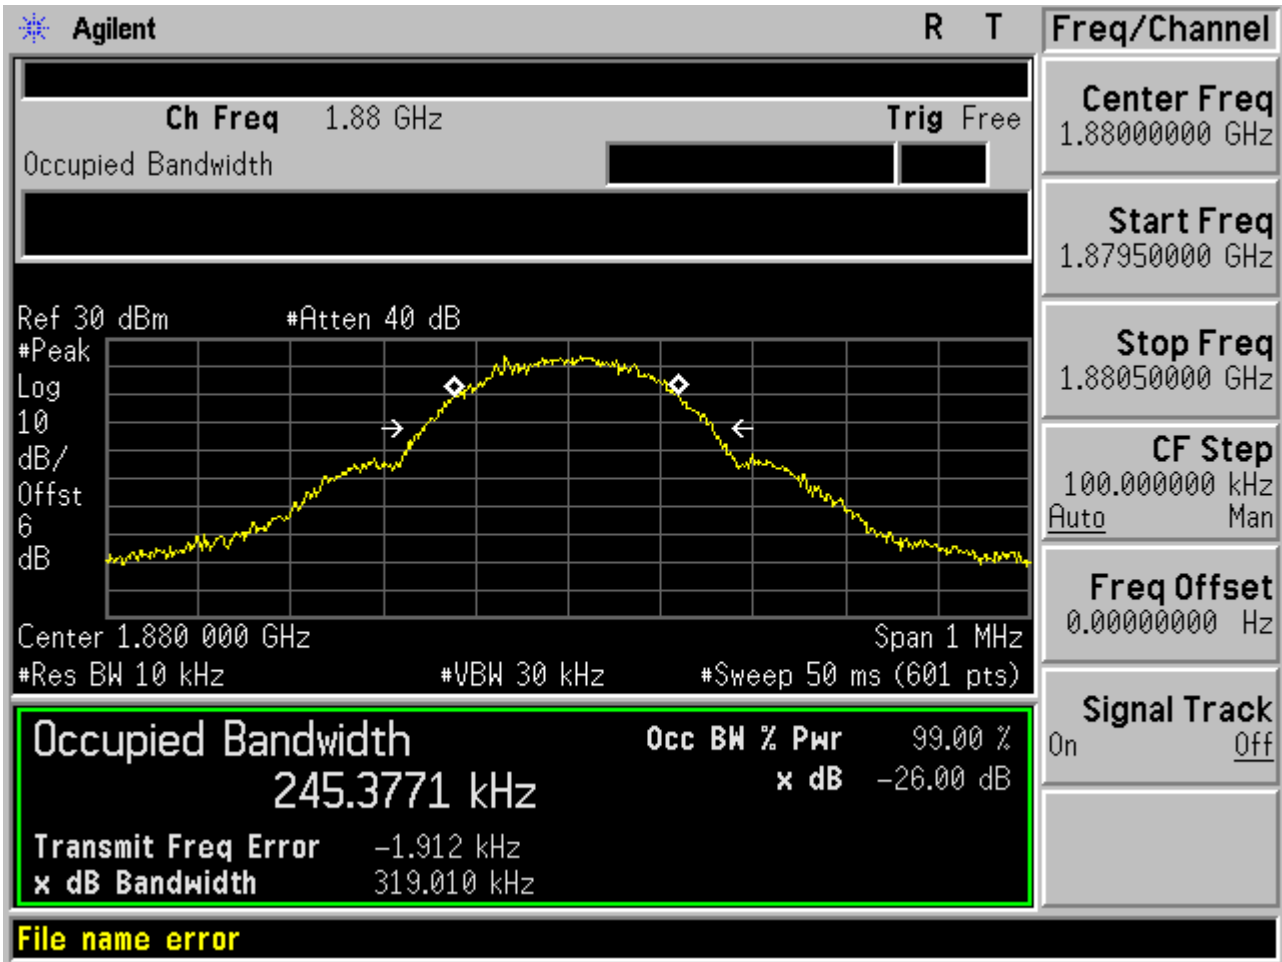 Agilent R T
Ch Freq 1.88 GHz Trig Free
Occupied Bandwidth
Ref 30 dBm #Atten 40 dB
#Peak
Log
10
dB/
Offst
6
dB
Center 1.880 000 GHz Span 1 MHz
#Res BW 10 kHz #VBW 30 kHz #Sweep 50 ms (601 pts)
Occupied Bandwidth Occ BW % Pwr 99.00 %
245.3771 kHz x dB -26.00 dB
Transmit Freq Error -1.912 kHz
x dB Bandwidth 319.010 kHz
File name error
Freq/Channel
Center Freq
1.88000000 GHz
Start Freq
1.87950000 GHz
Stop Freq
1.88050000 GHz
CF Step
100.000000 kHz
Auto Man
Freq Offset
0.00000000 Hz
Signal Track
On Off